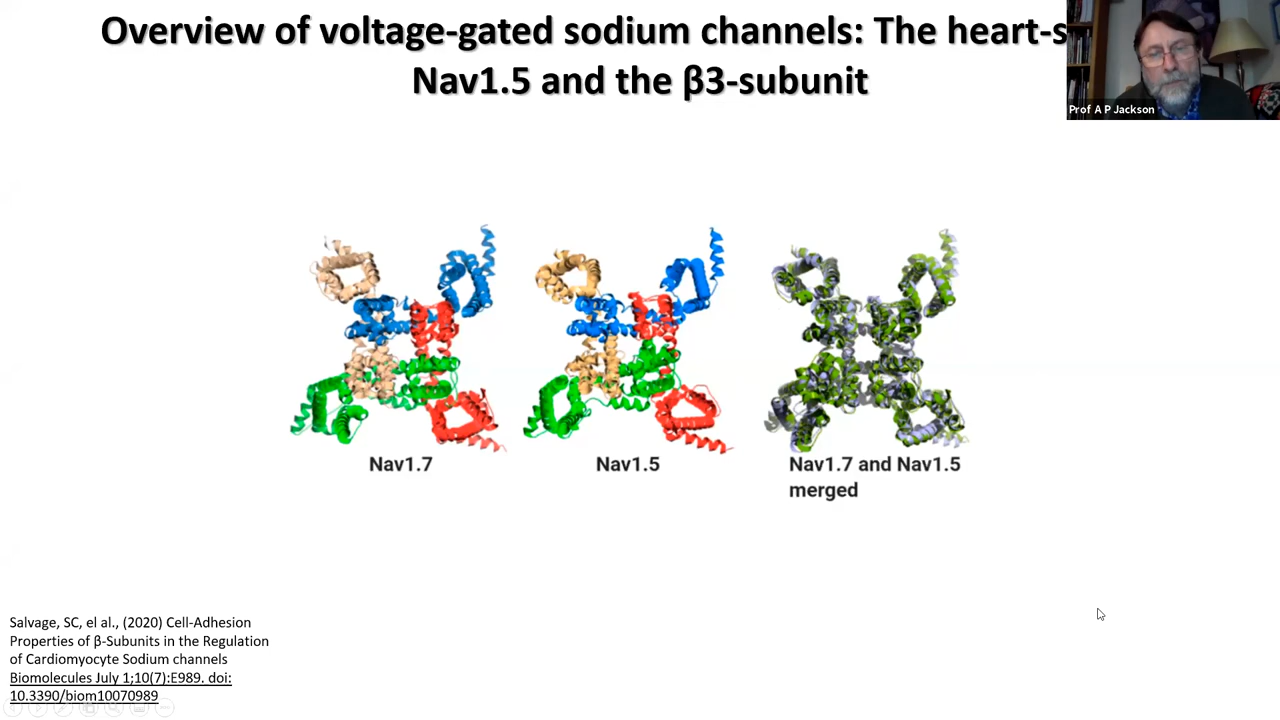 Overview of voltage-gated sodium channels: The heart-s
Nav1.5 and the β3-subunit
Prof A P Jackson
Nav1.7
Nav1.5
Nav1.7 and Nav1.5
merged
Salvage, SC, el al., (2020) Cell-Adhesion
Properties of β-Subunits in the Regulation
of Cardiomyocyte Sodium channels
Biomolecules July 1;10(7):E989. doi:
10.3390/biom10070989